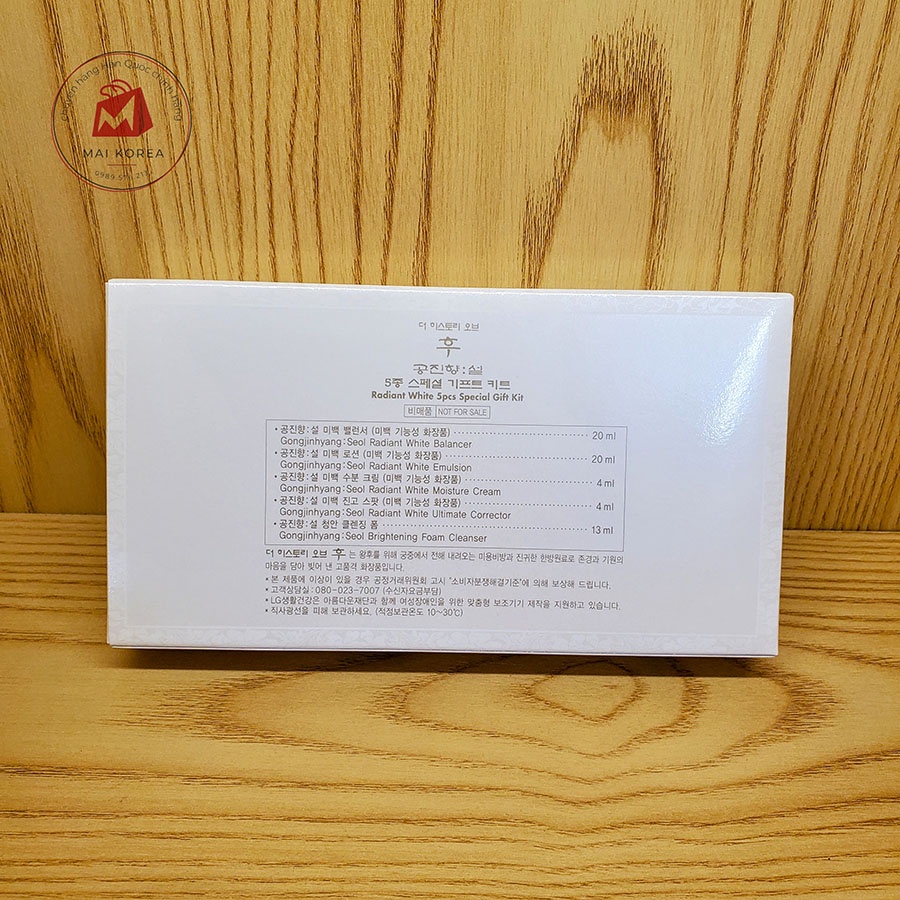 Chuyên hàng Hàn Quốc chính hãng
MAI KOREA
더 히스토리 오브
후
공진향:설
5종 스페셜 기프트 키트
Radiant White 5pcs Special Gift Kit
비매품 NOT FOR SALE
• 공진향:설 미백 밸런서 (미백 기능성 화장품) 20 ml
Gongjinhyang:Seol Radiant White Balancer
• 공진향:설 미백 로션 (미백 기능성 화장품) 20 ml
Gongjinhyang:Seol Radiant White Emulsion
• 공진향:설 미백 수분 크림 (미백 기능성 화장품) 4 ml
Gongjinhyang:Seol Radiant White Moisture Cream
• 공진향:설 미백 진고 스팟 (미백 기능성 화장품) 4 ml
Gongjinhyang:Seol Radiant White Ultimate Corrector
• 공진향:설 청안 클렌징 폼 13 ml
Gongjinhyang:Seol Brightening Foam Cleanser
더 히스토리 오브 후 는 왕후를 위해 궁중에서 전해 내려오는 미용비방과 진귀한 한방원료로 존경과 기원의
마음을 담아 빚어 낸 고품격 화장품입니다.
* 본 제품에 이상이 있을 경우 공정거래위원회 고시 '소비자분쟁해결기준'에 의해 보상해 드립니다.
* 고객상담실 : 080-023-7007 (수신자요금부담)
* LG생활건강은 아름다운재단과 함께 여성장애인을 위한 맞춤형 보조기기 제작을 지원하고 있습니다.
* 직사광선을 피해 보관하세요. (적정보관온도 10~30℃)